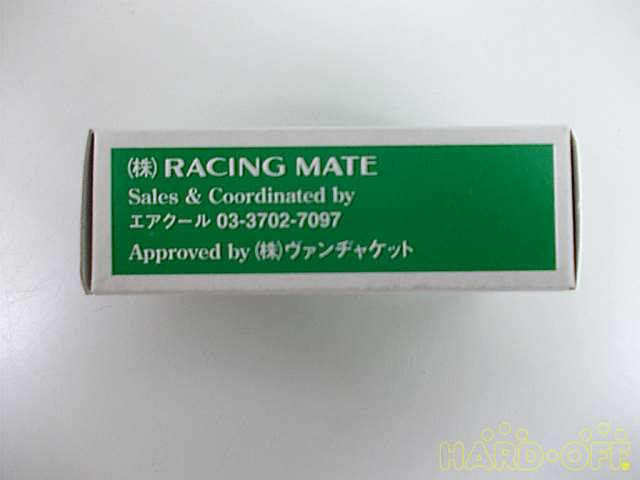 (株) RACING MATE
Sales & Coordinated by
エアクール 03-3702-7097
Approved by (株)ヴァンヂャケット
HARD·OFF